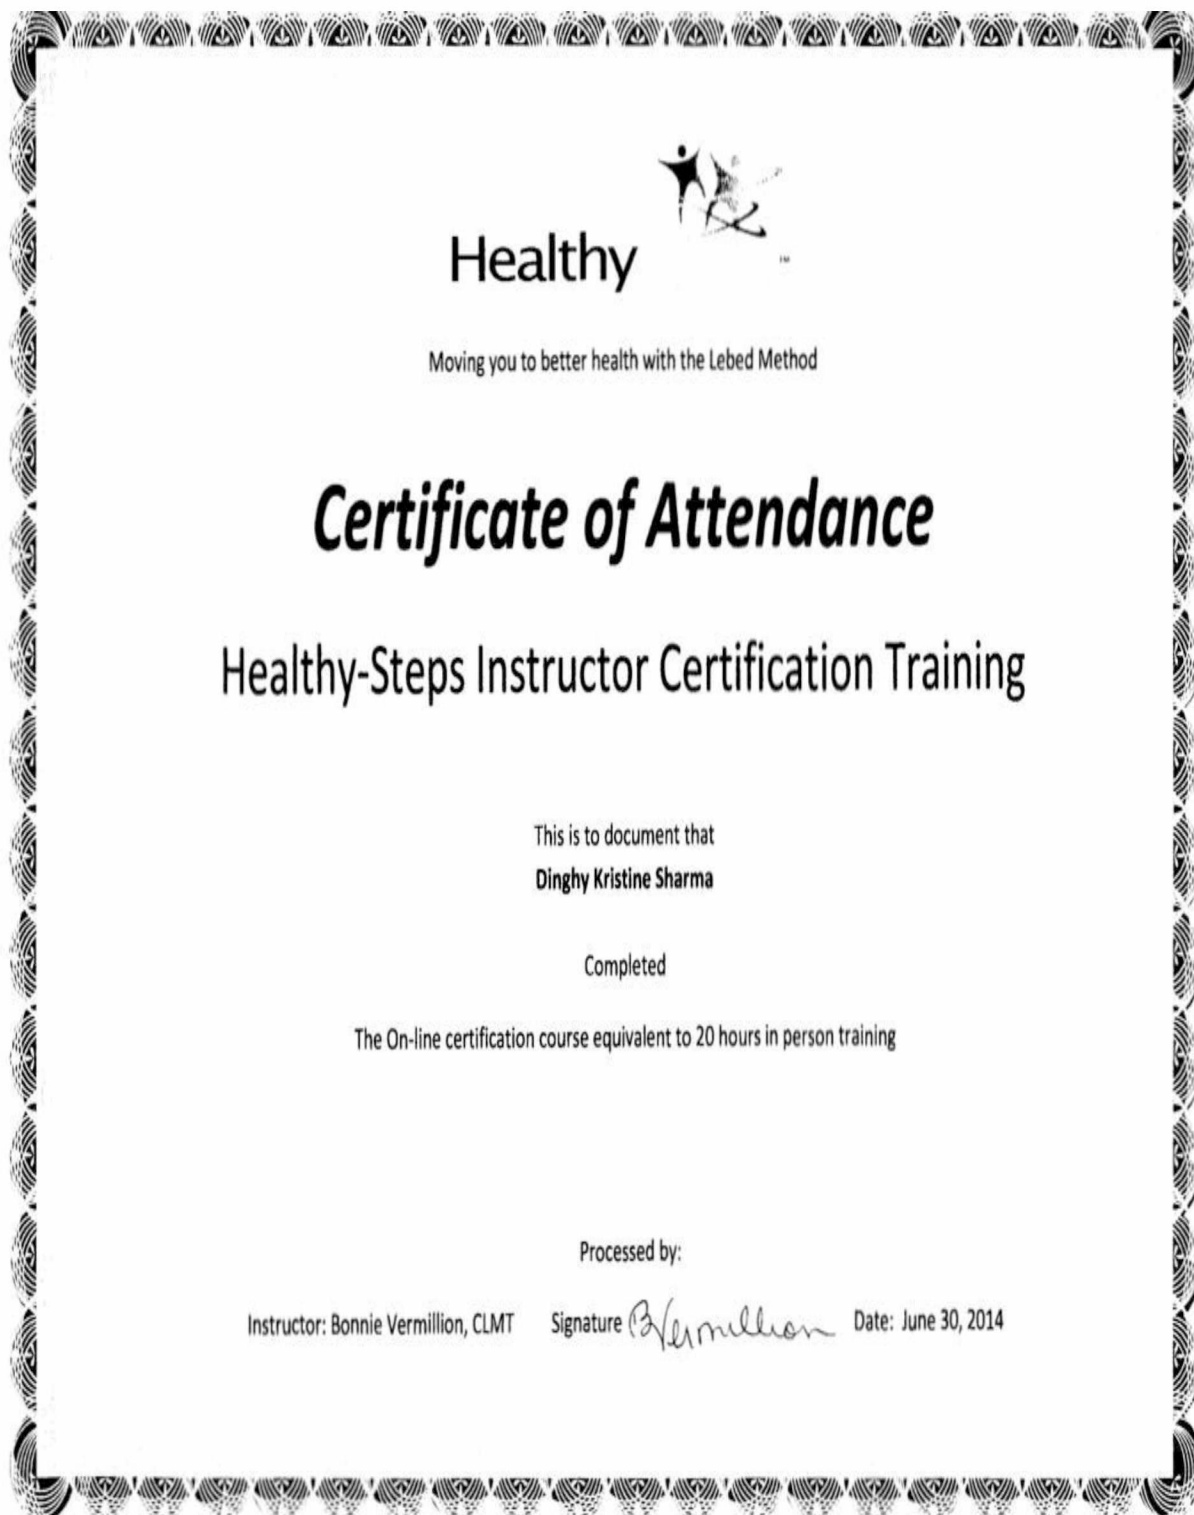 Healthy
TM
Moving you to better health with the Lebed Method
Certificate of Attendance
Healthy-Steps Instructor Certification Training
This is to document that
Dinghy Kristine Sharma
Completed
The On-line certification course equivalent to 20 hours in person training
Processed by:
Instructor: Bonnie Vermillion, CLMT Signature BVermillion Date: June 30, 2014